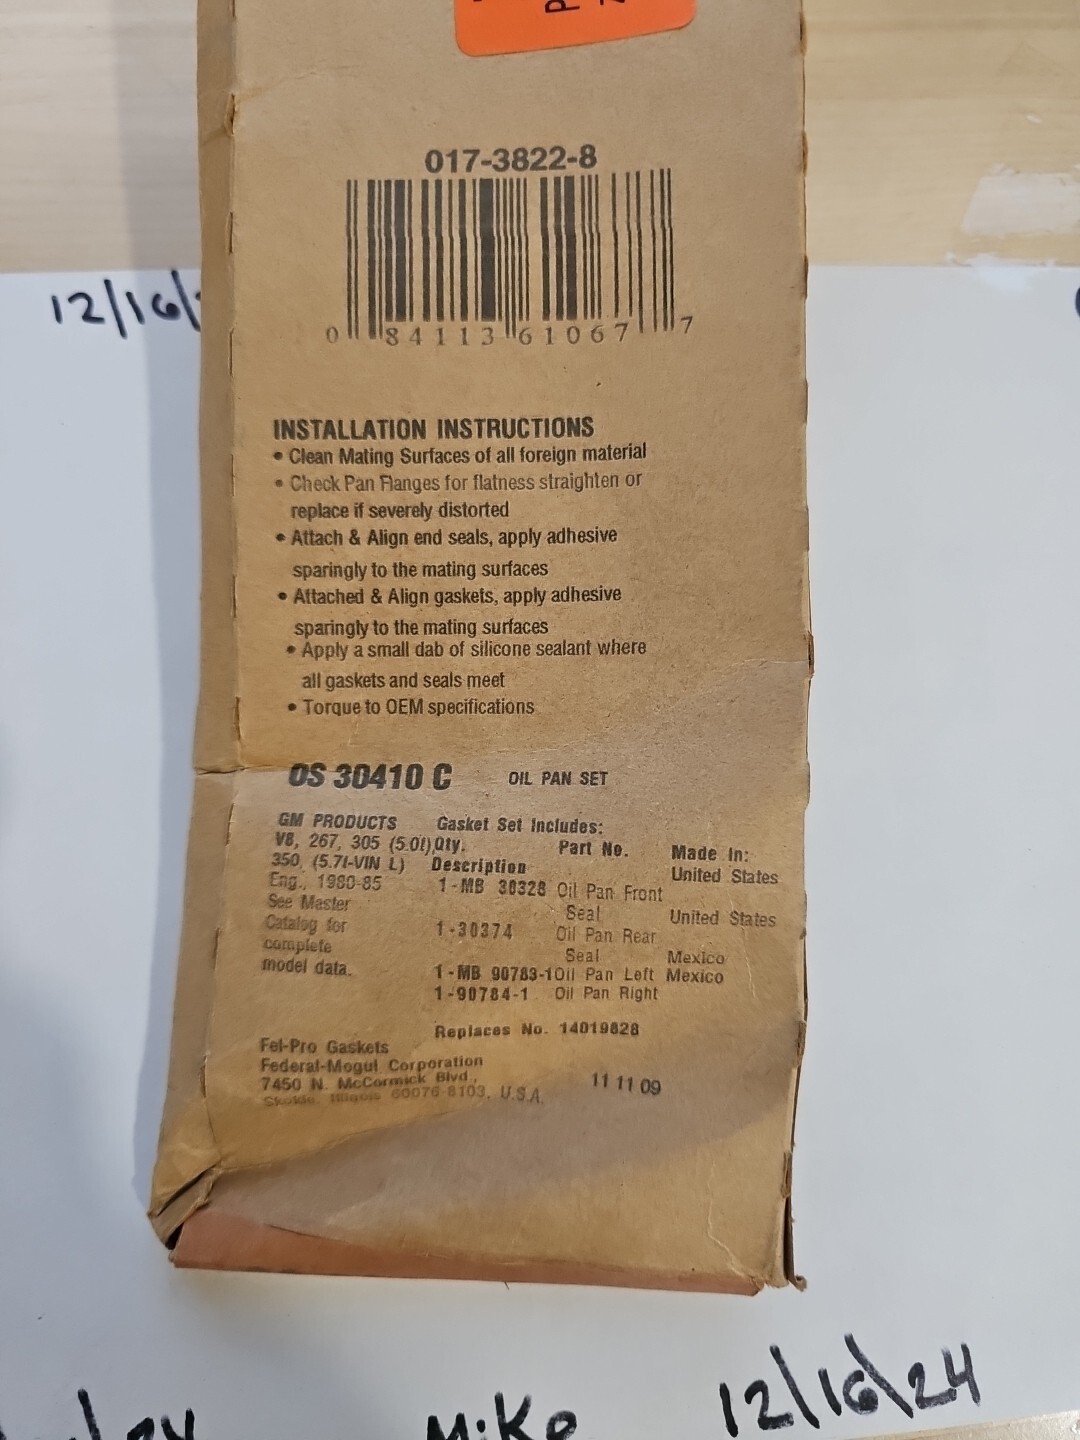 P
017-3822-8
12/16/
0 84113 61067 7
INSTALLATION INSTRUCTIONS
• Clean Mating Surfaces of all foreign material
• Check Pan Flanges for flatness straighten or
replace if severely distorted
• Attach & Align end seals, apply adhesive
sparingly to the mating surfaces
• Attached & Align gaskets, apply adhesive
sparingly to the mating surfaces
• Apply a small dab of silicone sealant where
all gaskets and seals meet
• Torque to OEM specifications
OS 30410 C OIL PAN SET
GM PRODUCTS
V8, 267, 305 (5.0l)
350, (5.7l-VIN L)
Eng., 1980-85
See Master
Catalog for
complete
model data.
Gasket Set Includes:
Qty. Part No. Made In:
Description United States
1-MB 30328 Oil Pan Front
Seal United States
1-30374 Oil Pan Rear
Seal Mexico
1-MB 90783-1 Oil Pan Left Mexico
1-90784-1 Oil Pan Right
Replaces No. 14019828
Fel-Pro Gaskets
Federal-Mogul Corporation
7450 N. McCormick Blvd.,
Skokie, Illinois 60076-8103, U.S.A.
11 11 09
Mike
12/16/24